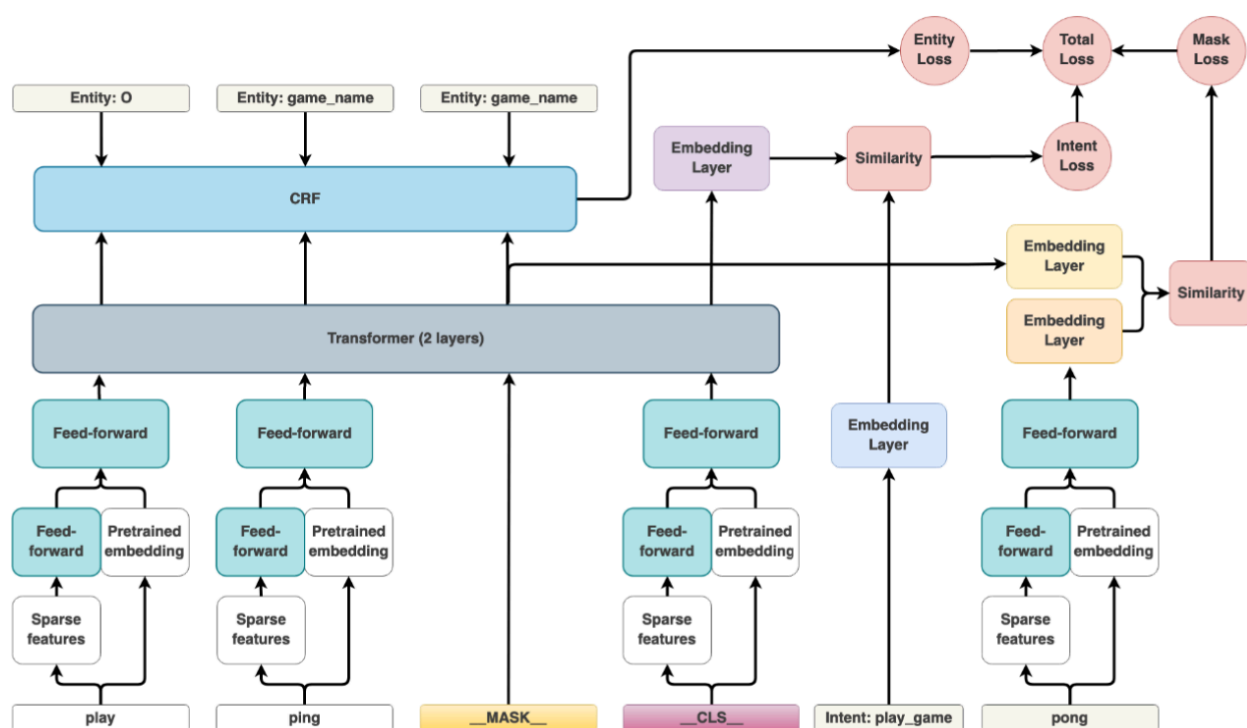 Entity
Loss
Total
Loss
Mask
Loss
Entity: O
Entity: game_name
Entity: game_name
Embedding
Layer
Similarity
Intent
Loss
CRF
Embedding
Layer
Similarity
Embedding
Layer
Transformer (2 layers)
Feed-forward
Feed-forward
Feed-forward
Embedding
Layer
Feed-forward
Feed-
forward
Pretrained
embedding
Feed-
forward
Pretrained
embedding
Feed-
forward
Pretrained
embedding
Feed-
forward
Pretrained
embedding
Sparse
features
Sparse
features
Sparse
features
Sparse
features
play
ping
__MASK__
__CLS__
Intent: play_game
pong